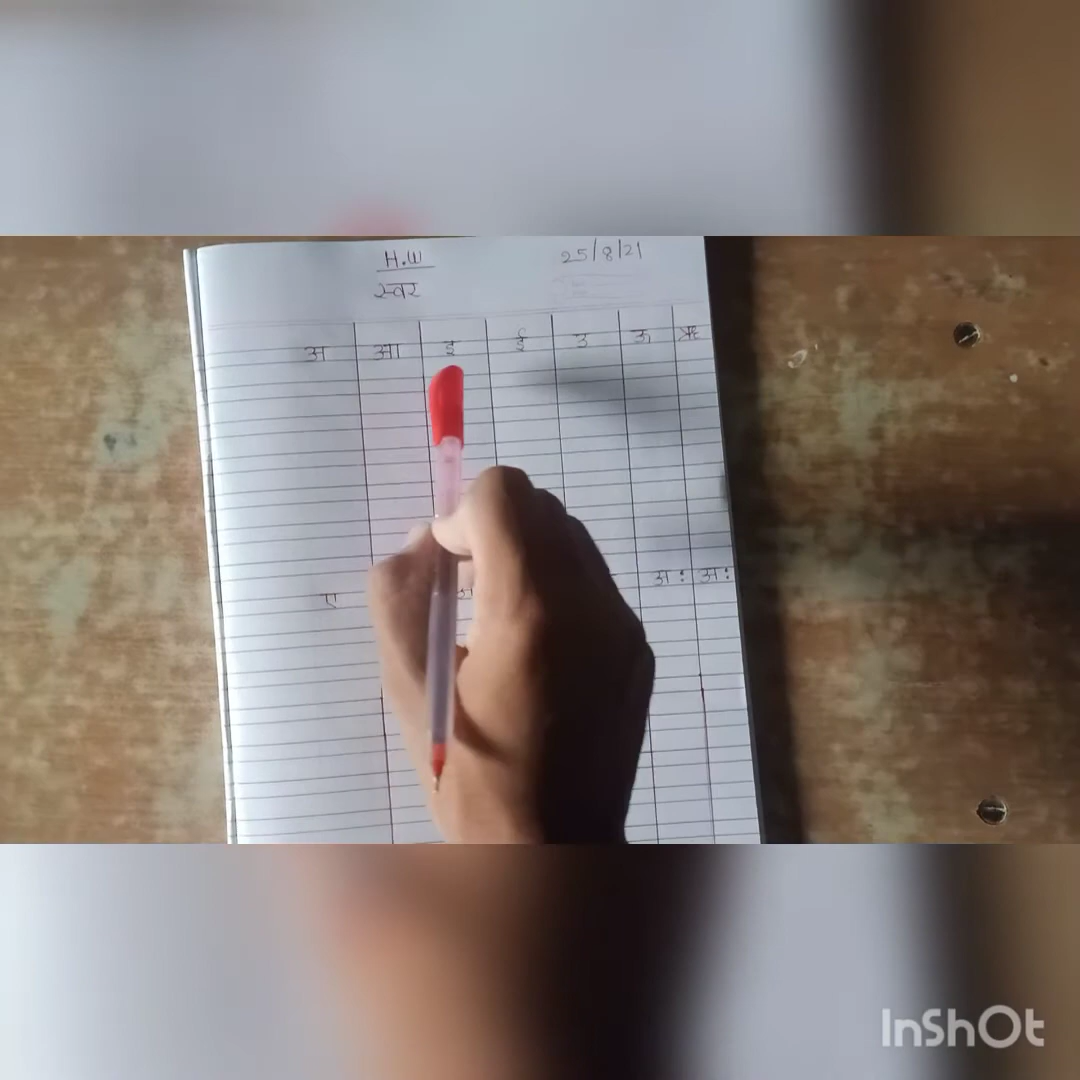 H.W 25/8/21
स्वर
अ आ इ ई उ ऊ ऋ
ए अ अ: अ:
InShOt